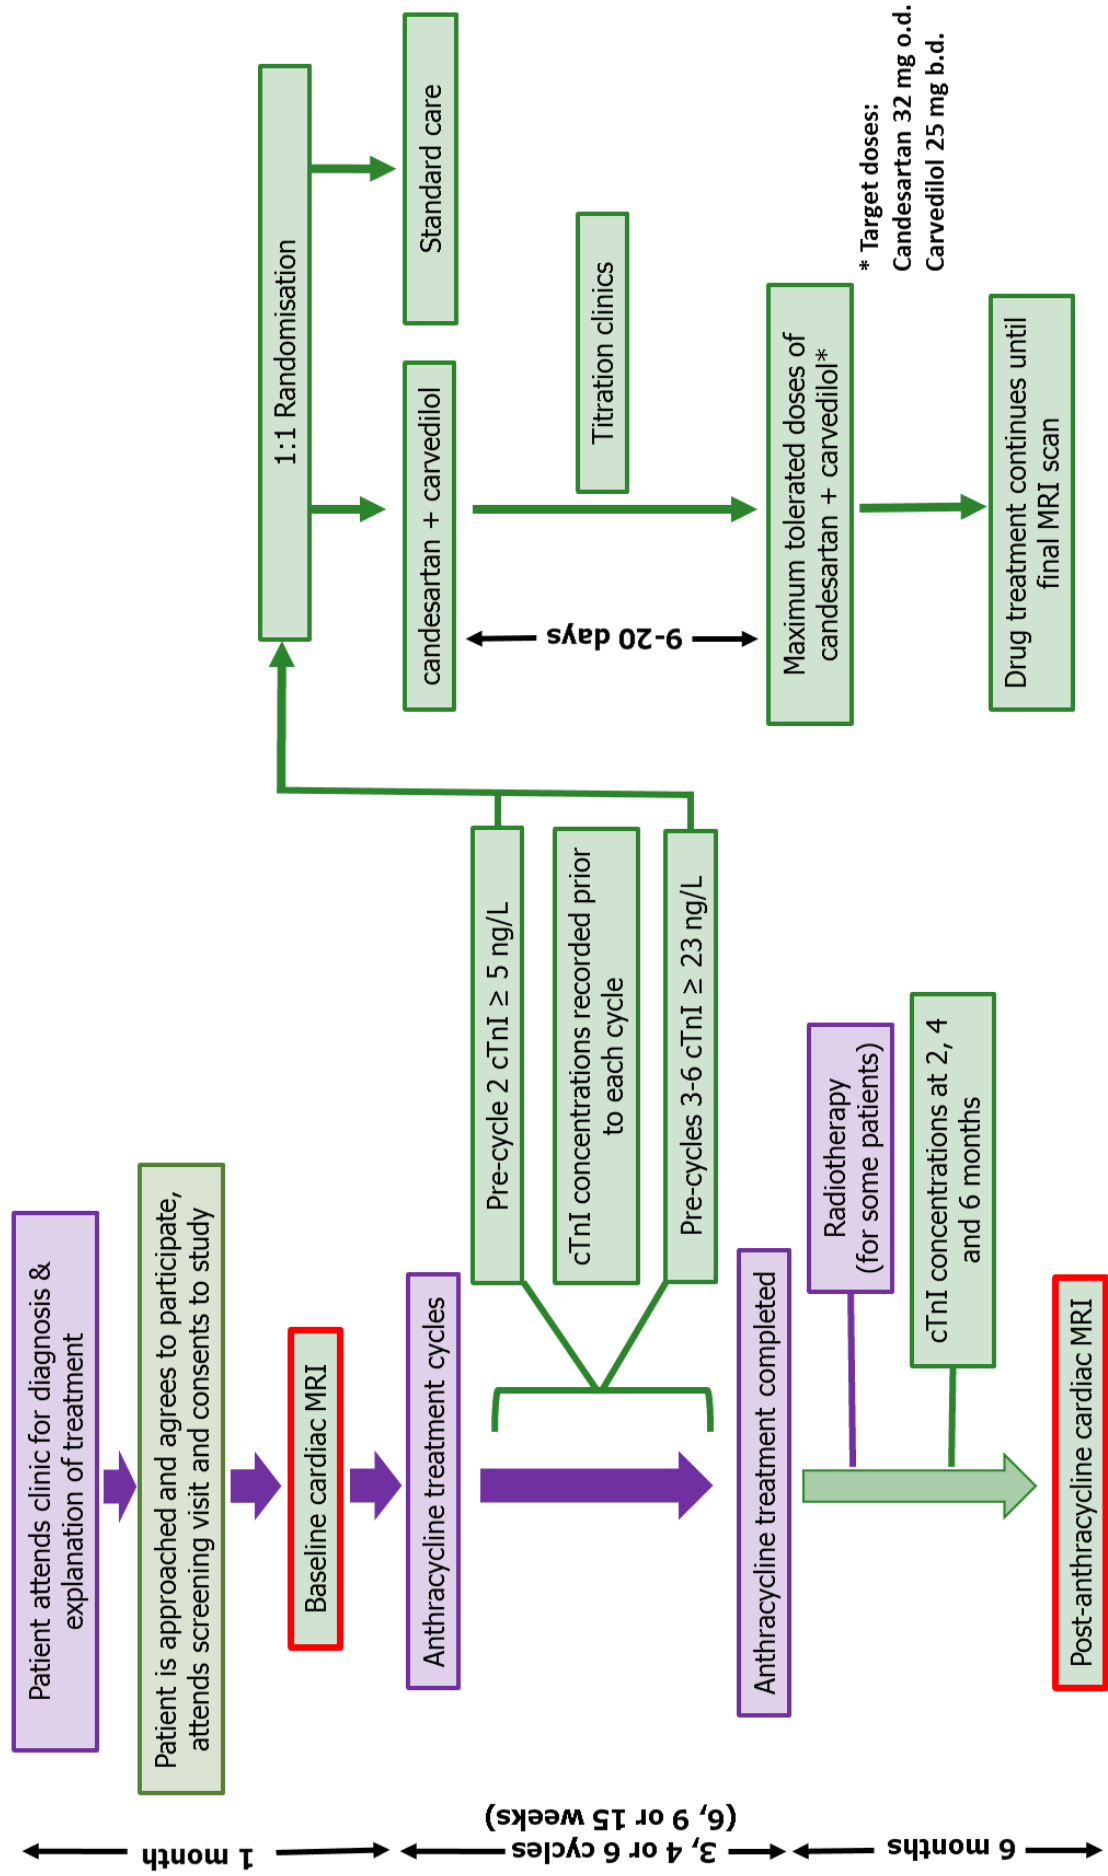 1 month
3, 4 or 6 cycles
(6, 9 or 15 weeks)
6 months
Patient attends clinic for diagnosis &
explanation of treatment
Patient is approached and agrees to participate,
attends screening visit and consents to study
Baseline cardiac MRI
Anthracycline treatment cycles
Pre-cycle 2 cTnI ≥ 5 ng/L
cTnI concentrations recorded prior
to each cycle
Pre-cycles 3-6 cTnI ≥ 23 ng/L
Anthracycline treatment completed
Radiotherapy
(for some patients)
cTnI concentrations at 2, 4
and 6 months
Post-anthracycline cardiac MRI
1:1 Randomisation
candesartan + carvedilol
Standard care
9-20 days
Titration clinics
Maximum tolerated doses of
candesartan + carvedilol*
* Target doses:
Candesartan 32 mg o.d.
Carvedilol 25 mg b.d.
Drug treatment continues until
final MRI scan